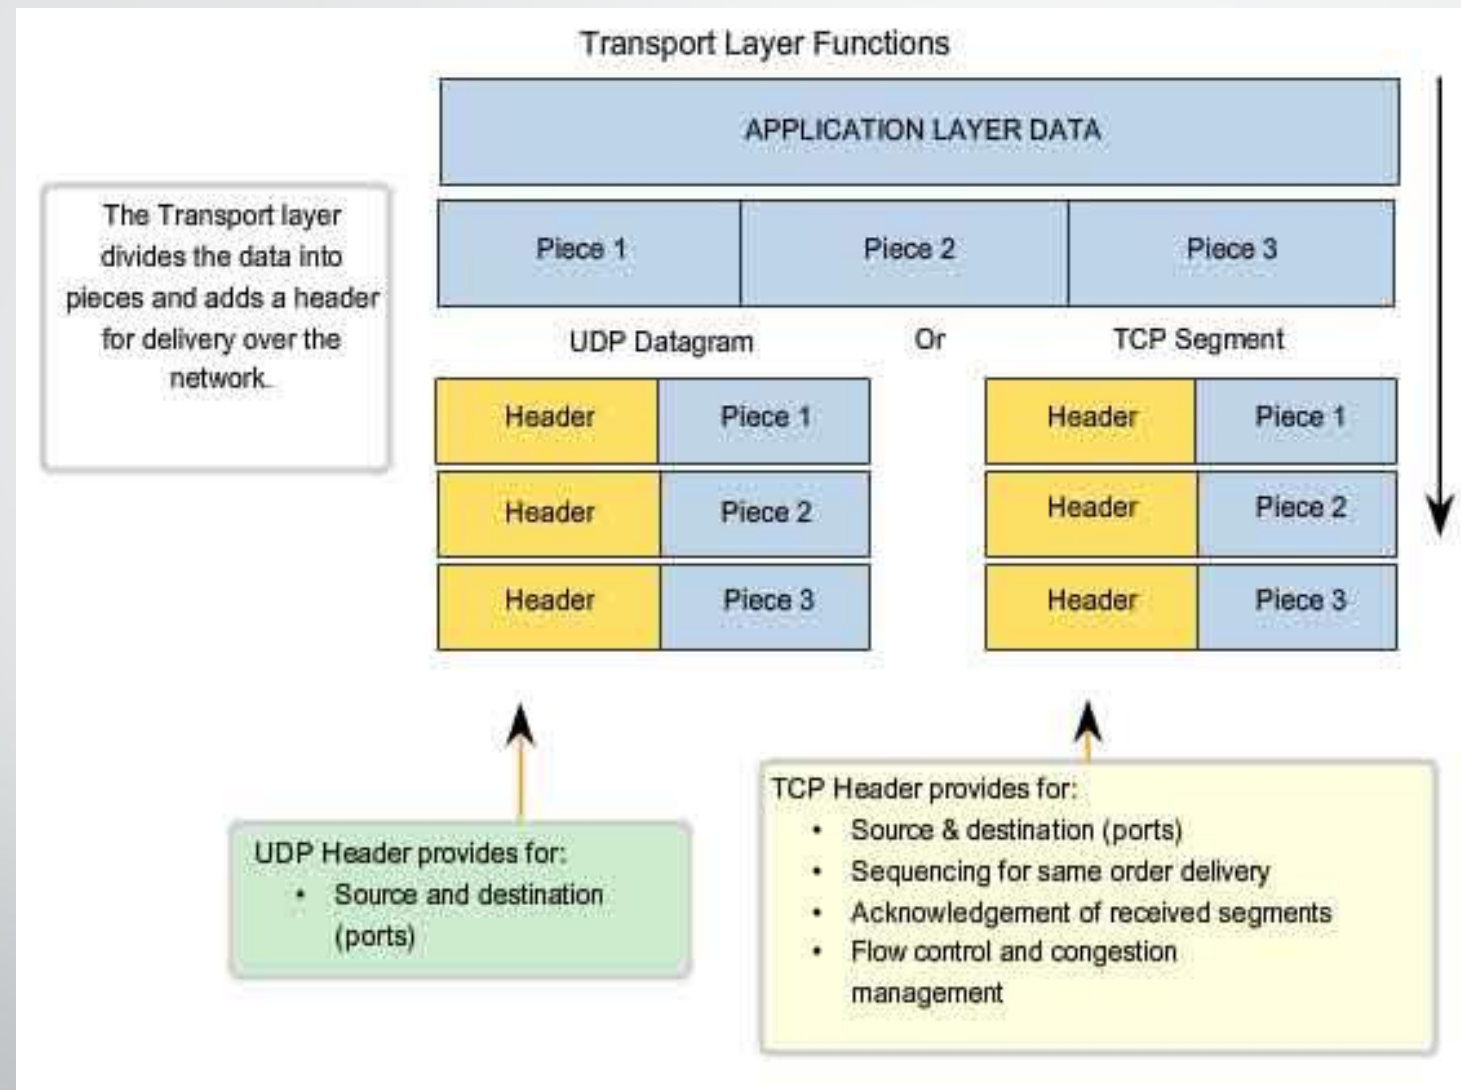 Transport Layer Functions
APPLICATION LAYER DATA
The Transport layer
divides the data into
pieces and adds a header
for delivery over the
network.
Piece 1 Piece 2 Piece 3
UDP Datagram Or TCP Segment
Header Piece 1 Header Piece 1
Header Piece 2 Header Piece 2
Header Piece 3 Header Piece 3
UDP Header provides for:
• Source and destination
(ports)
TCP Header provides for:
• Source & destination (ports)
• Sequencing for same order delivery
• Acknowledgement of received segments
• Flow control and congestion
management